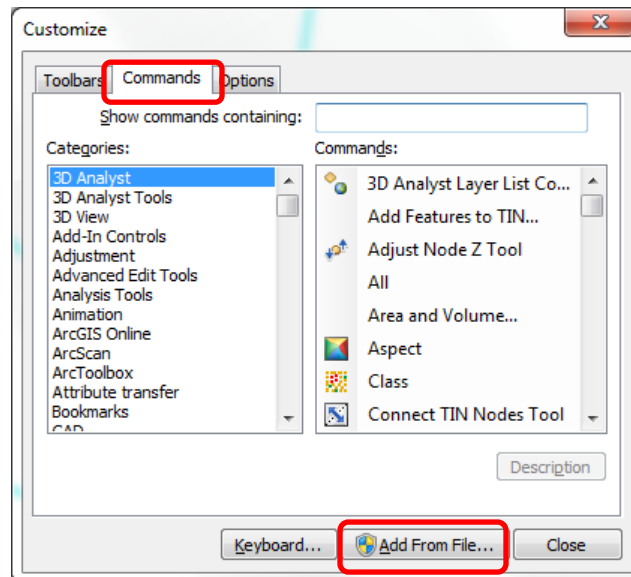 Customize
Toolbars Commands Options
Show commands containing:
Categories:
3D Analyst
3D Analyst Tools
3D View
Add-In Controls
Adjustment
Advanced Edit Tools
Analysis Tools
Animation
ArcGIS Online
ArcScan
ArcToolbox
Attribute transfer
Bookmarks
CAD
Commands:
3D Analyst Layer List Co...
Add Features to TIN...
Adjust Node Z Tool
All
Area and Volume...
Aspect
Class
Connect TIN Nodes Tool
Description
Keyboard... Add From File... Close